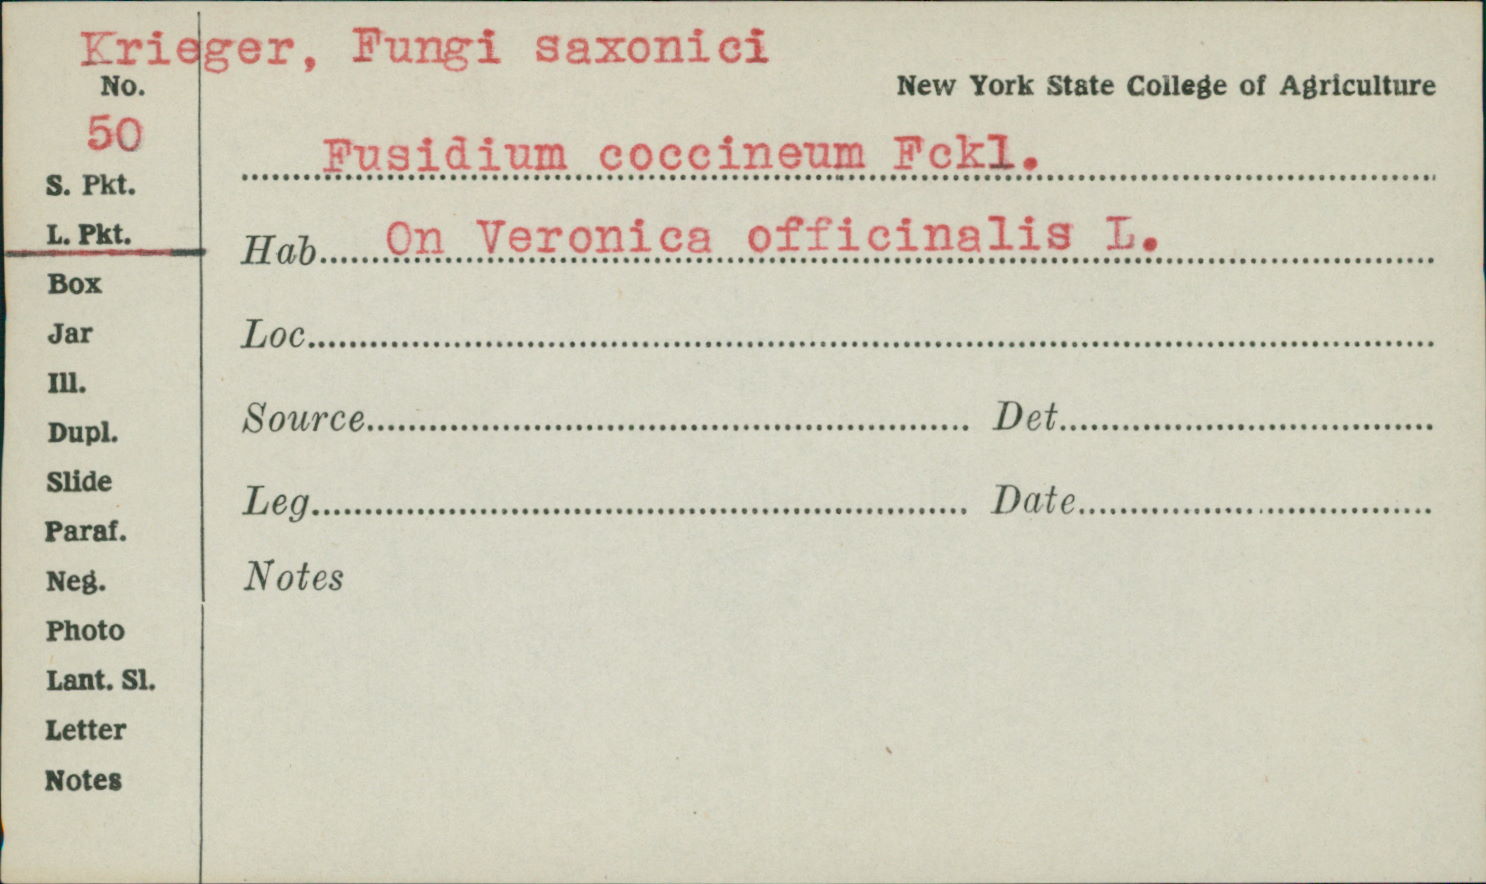 Krieger, Fungi saxonici
No.
New York State College of Agriculture
50
Fusidium coccineum Fckl.
S. Pkt.
L. Pkt.
Hab. On Veronica officinalis L.
Box
Jar
Loc.
Ill.
Dupl.
Source Det.
Slide
Leg. Date
Paraf.
Neg.
Notes
Photo
Lant. Sl.
Letter
Notes